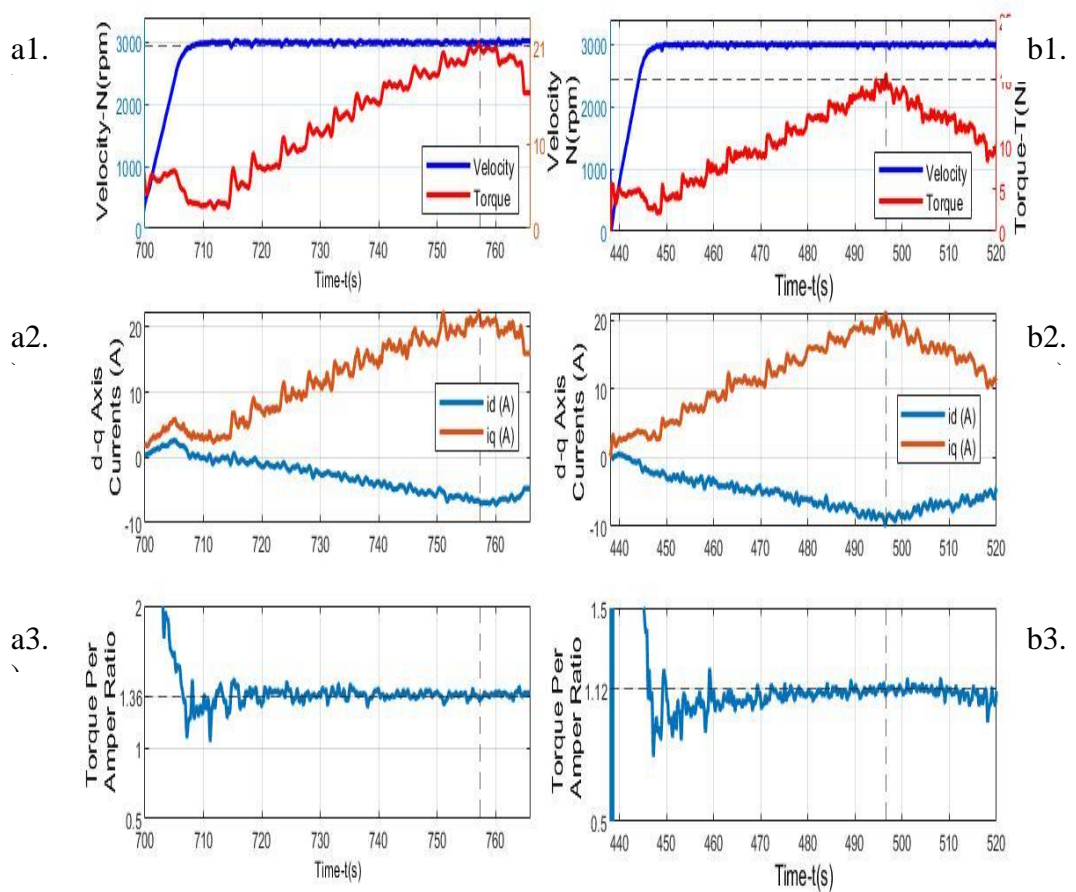 a1.
Velocity-N(rpm)
3000
2000
1000
0
21
10
0
Velocity
Torque
700
710
720
730
740
750
760
Time-t(s)
b1.
Velocity
N(rpm)
3000
2000
1000
0
Torque-T(N
10
5
0
Velocity
Torque
440
450
460
470
480
490
500
510
520
Time-t(s)
a2.
d-q Axis
Currents (A)
20
10
0
-10
id (A)
iq (A)
700
710
720
730
740
750
760
b2.
d-q Axis
Currents (A)
20
10
0
-10
id (A)
iq (A)
440
450
460
470
480
490
500
510
520
a3.
Torque Per
Amper Ratio
2
1.36
1
0.5
700
710
720
730
740
750
760
Time-t(s)
b3.
Torque Per
Amper Ratio
1.5
1.12
0.5
440
450
460
470
480
490
500
510
520
Time-t(s)